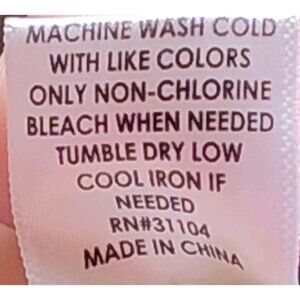 MACHINE WASH COLD
WITH LIKE COLORS
ONLY NON-CHLORINE
BLEACH WHEN NEEDED
TUMBLE DRY LOW
COOL IRON IF
NEEDED
RN#31104
MADE IN CHINA